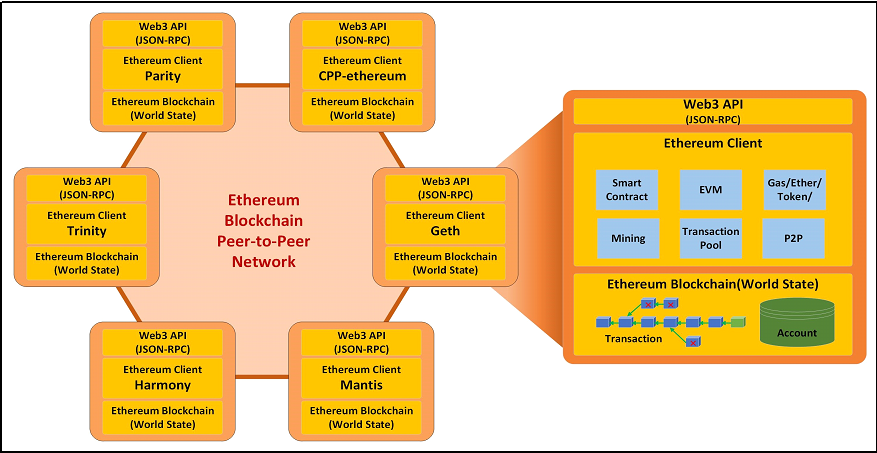 Web3 API
(JSON-RPC)
Ethereum Client
Parity
Ethereum Blockchain
(World State)
Web3 API
(JSON-RPC)
Ethereum Client
CPP-ethereum
Ethereum Blockchain
(World State)
Web3 API
(JSON-RPC)
Ethereum Client
Trinity
Ethereum Blockchain
(World State)
Ethereum
Blockchain
Peer-to-Peer
Network
Web3 API
(JSON-RPC)
Ethereum Client
Geth
Ethereum Blockchain
(World State)
Web3 API
(JSON-RPC)
Ethereum Client
Harmony
Ethereum Blockchain
(World State)
Web3 API
(JSON-RPC)
Ethereum Client
Mantis
Ethereum Blockchain
(World State)
Web3 API
(JSON-RPC)
Ethereum Client
Smart
Contract
EVM
Gas/Ether/
Token/
Mining
Transaction
Pool
P2P
Ethereum Blockchain(World State)
Transaction
Account